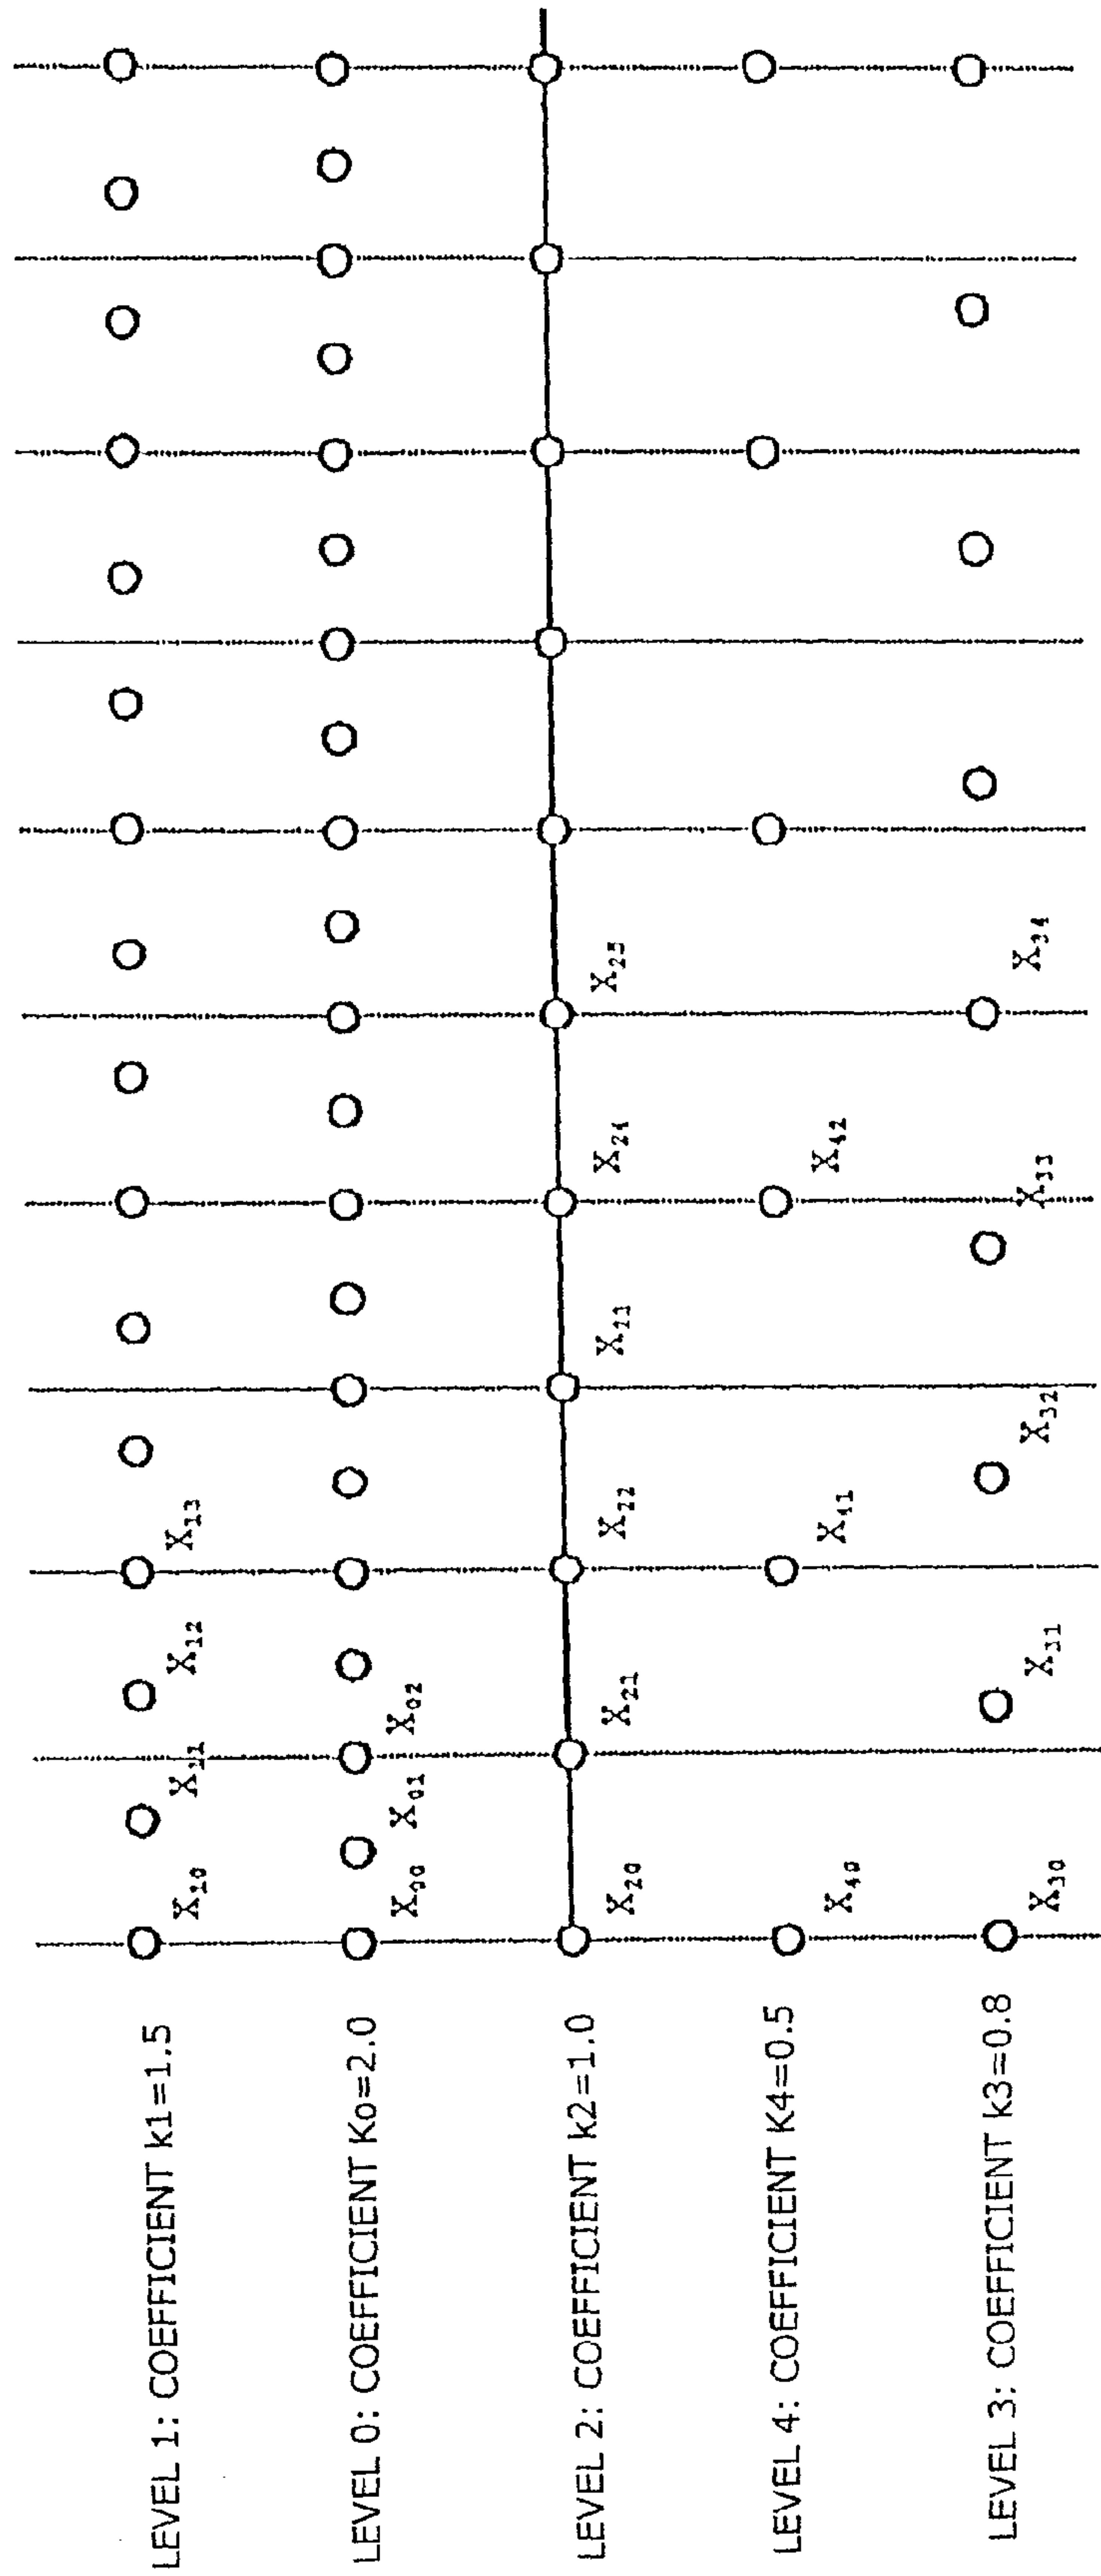 LEVEL 1: COEFFICIENT k1=1.5
X₁₀
X₁₁
X₁₂
X₁₃
LEVEL 0: COEFFICIENT Ko=2.0
X₀₀
X₀₁
X₀₂
LEVEL 2: COEFFICIENT k2=1.0
X₂₀
X₂₁
X₂₂
X₂₃
X₂₄
X₂₅
LEVEL 4: COEFFICIENT K4=0.5
X₄₀
X₄₁
X₄₂
LEVEL 3: COEFFICIENT k3=0.8
X₃₀
X₃₁
X₃₂
X₃₃
X₃₄